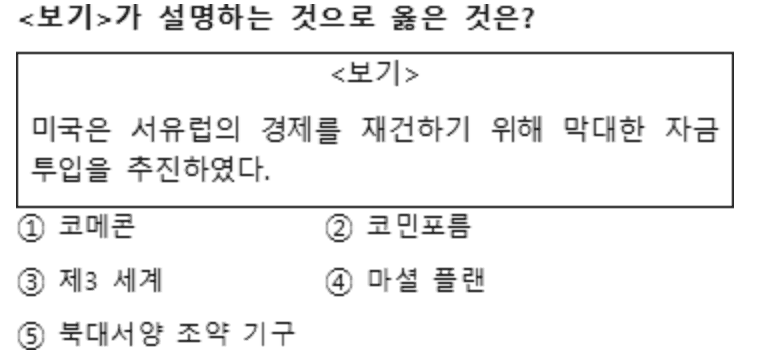 <보기>가 설명하는 것으로 옳은 것은?
<보기>
미국은 서유럽의 경제를 재건하기 위해 막대한 자금
투입을 추진하였다.
① 코메콘 ② 코민포름
③ 제3 세계 ④ 마셜 플랜
⑤ 북대서양 조약 기구